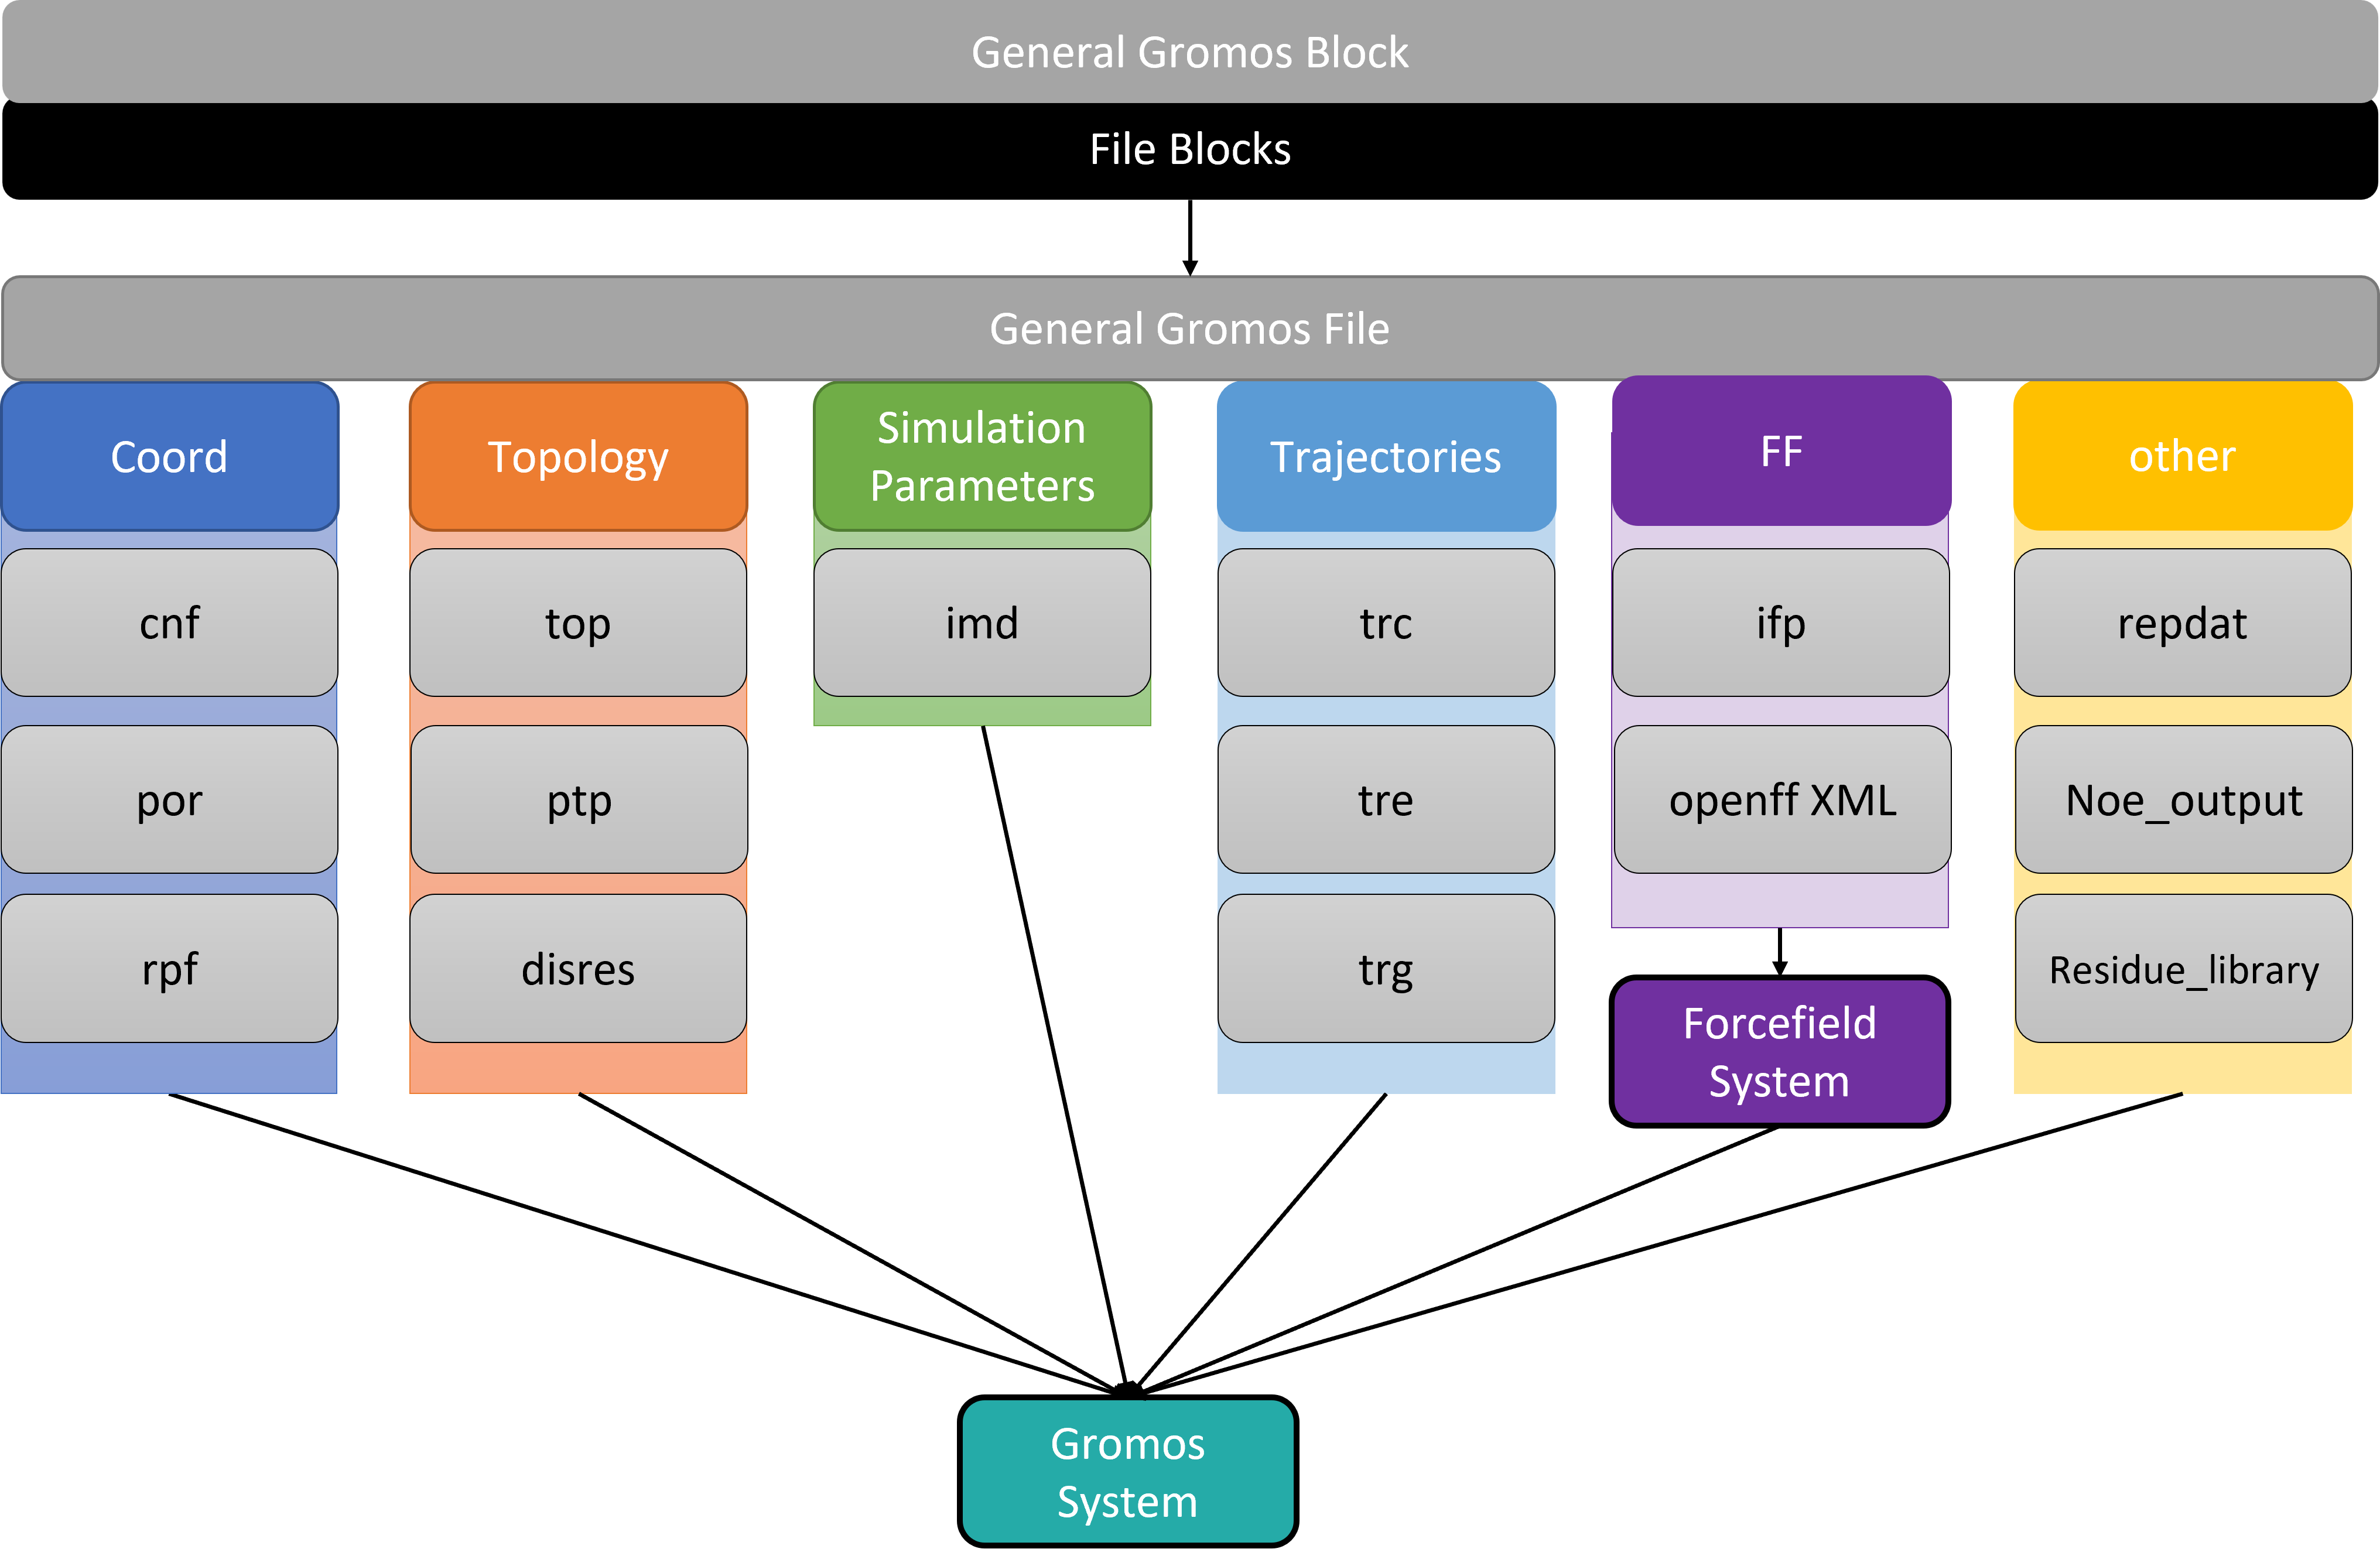 General Gromos Block
File Blocks
General Gromos File
Coord
Topology
Simulation
Parameters
Trajectories
FF
other
cnf
top
imd
trc
ifp
repdat
por
ptp
tre
openff XML
Noe_output
rpf
disres
trg
Residue_library
Forcefield
System
Gromos
System